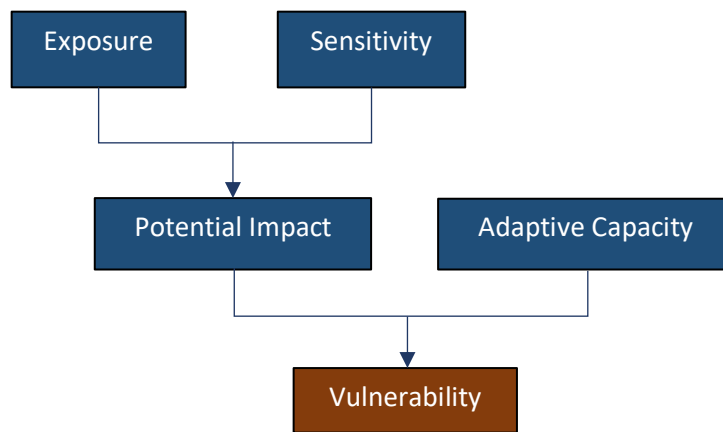 Exposure
Sensitivity
Potential Impact
Adaptive Capacity
Vulnerability